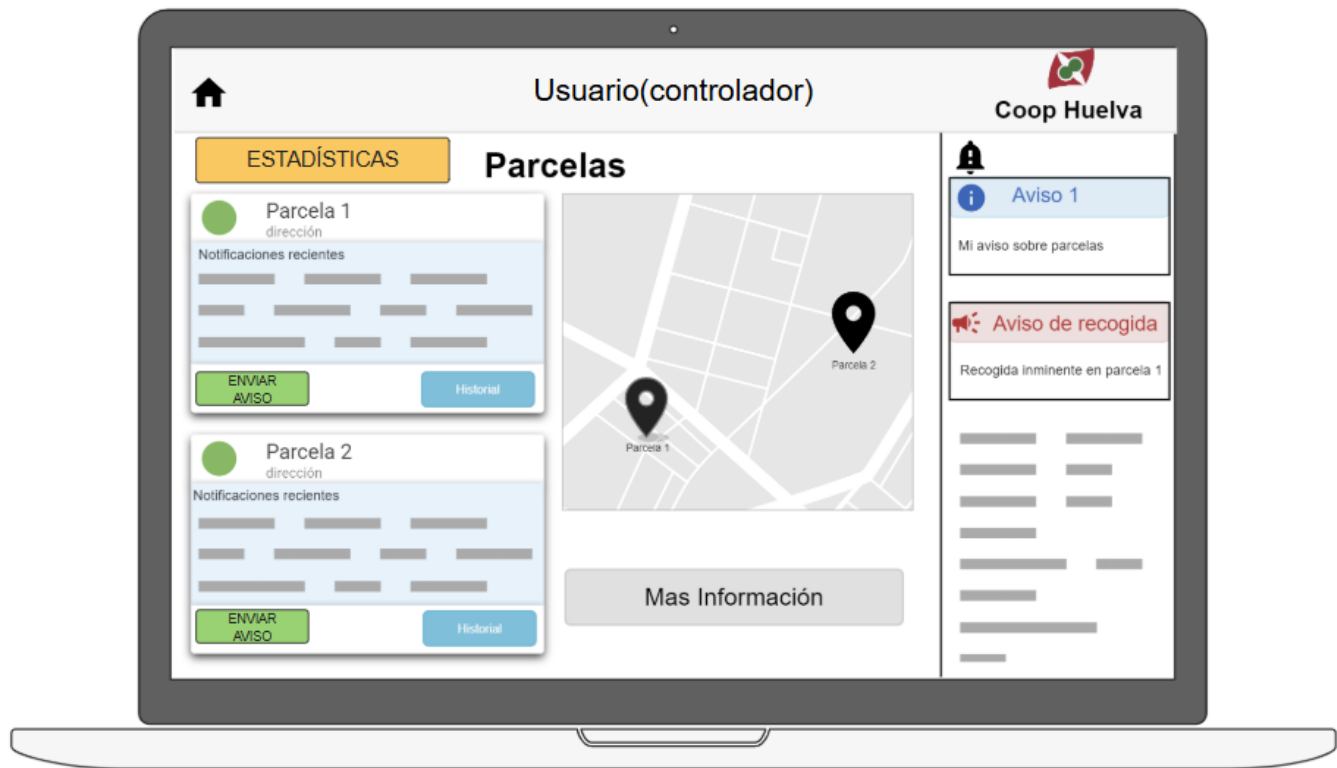 Usuario(controlador)
Coop Huelva
ESTADÍSTICAS
Parcelas
Parcela 1
dirección
Notificaciones recientes
ENVIAR
AVISO
Historial
Parcela 2
dirección
Notificaciones recientes
ENVIAR
AVISO
Historial
Parcela 2
Parcela 1
Mas Información
Aviso 1
Mi aviso sobre parcelas
Aviso de recogida
Recogida inminente en parcela 1